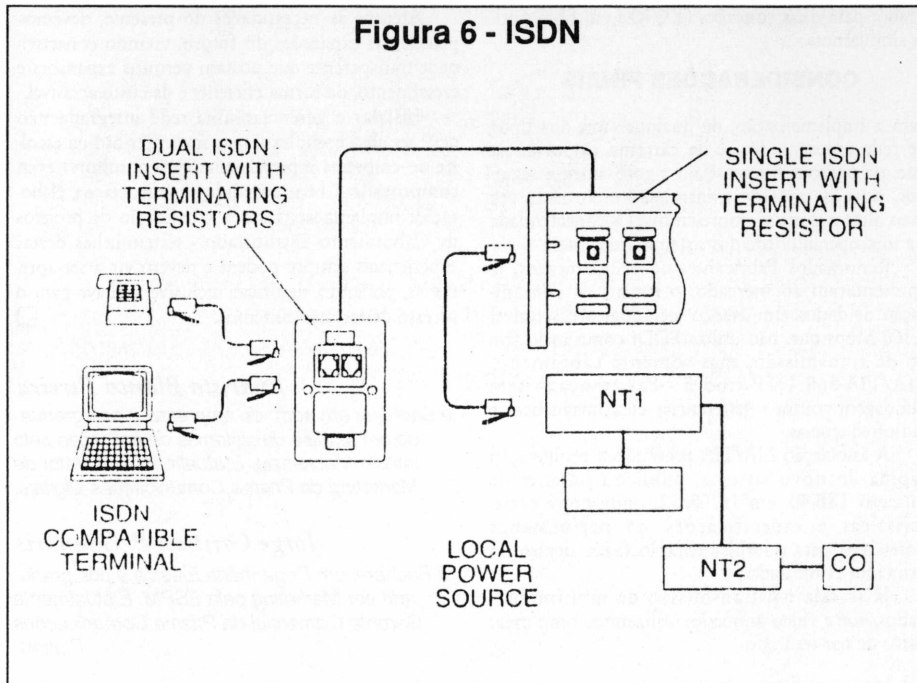 Figura 6 - ISDN
DUAL ISDN
INSERT WITH
TERMINATING
RESISTORS
SINGLE ISDN
INSERT WITH
TERMINATING
RESISTOR
NT1
ISDN
COMPATIBLE
TERMINAL
LOCAL
POWER
SOURCE
NT2
CO